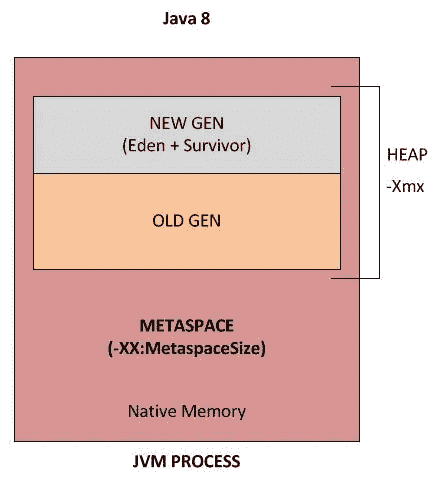 Java 8
NEW GEN
(Eden + Survivor)
HEAP
-Xmx
OLD GEN
METASPACE
(-XX:MetaspaceSize)
Native Memory
JVM PROCESS